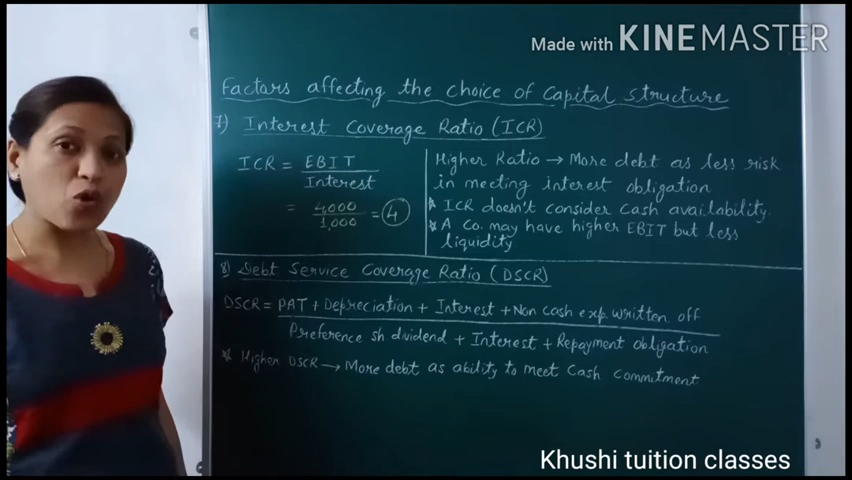 Made with KINEMASTER
Factors affecting the choice of Capital structure
7) Interest Coverage Ratio (ICR)
ICR = EBIT
Interest
= 4,000
1,000
= 4
Higher Ratio → More debt as less risk
in meeting interest obligation
* ICR doesn't consider cash availability.
* A Co. may have higher EBIT but less
liquidity
8) Debt Service Coverage Ratio (DSCR)
DSCR = PAT + Depreciation + Interest + Non cash exp. written off
Preference sh dividend + Interest + Repayment obligation
* Higher DSCR → More debt as ability to meet cash commitment
Khushi tuition classes